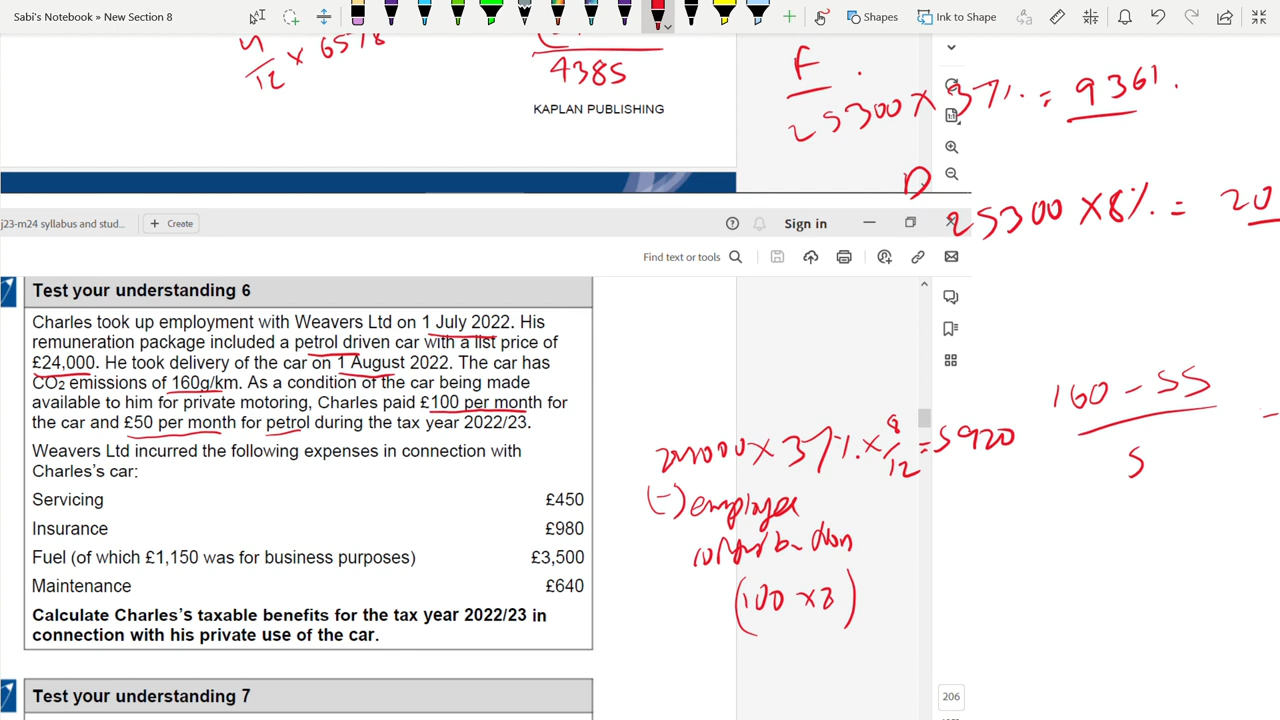 Sabi's Notebook » New Section 8
Shapes
Ink to Shape
12 × 6578
4385
F
25300 × 37% = 9361
KAPLAN PUBLISHING
D
25300 × 8% = 20
j23-m24 syllabus and stud...
Create
Sign in
Find text or tools
Test your understanding 6
Charles took up employment with Weavers Ltd on 1 July 2022. His
remuneration package included a petrol driven car with a list price of
£24,000. He took delivery of the car on 1 August 2022. The car has
CO2 emissions of 160g/km. As a condition of the car being made
available to him for private motoring, Charles paid £100 per month for
the car and £50 per month for petrol during the tax year 2022/23.
Weavers Ltd incurred the following expenses in connection with
Charles's car:
Servicing £450
Insurance £980
Fuel (of which £1,150 was for business purposes) £3,500
Maintenance £640
Calculate Charles's taxable benefits for the tax year 2022/23 in
connection with his private use of the car.
160 - 55
5
24000 × 37% × 8/12 = 5920
(-) employee
contribution
(100 × 8)
206
Test your understanding 7